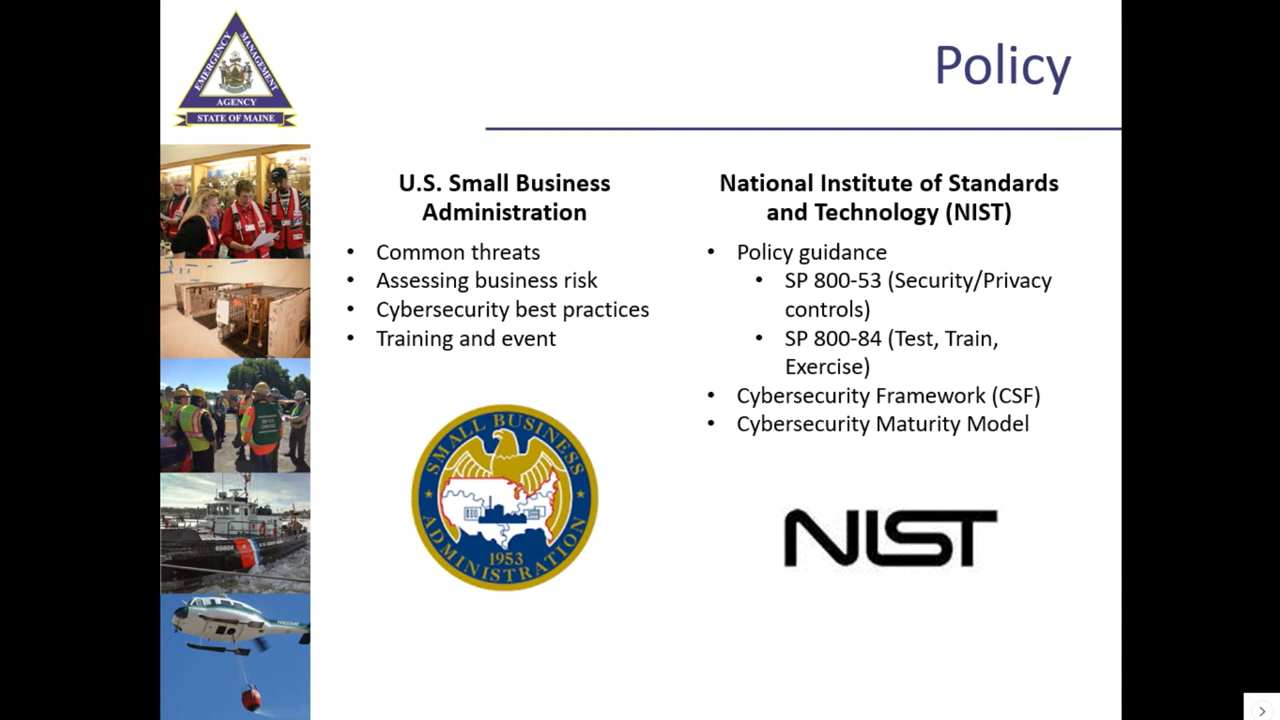 EMERGENCY MANAGEMENT
AGENCY
STATE OF MAINE
Policy
U.S. Small Business
Administration
• Common threats
• Assessing business risk
• Cybersecurity best practices
• Training and event
SMALL BUSINESS
ADMINISTRATION
1953
National Institute of Standards
and Technology (NIST)
• Policy guidance
• SP 800-53 (Security/Privacy
controls)
• SP 800-84 (Test, Train,
Exercise)
• Cybersecurity Framework (CSF)
• Cybersecurity Maturity Model
NIST